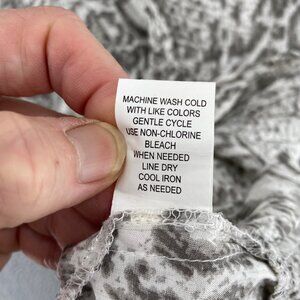 MACHINE WASH COLD
WITH LIKE COLORS
GENTLE CYCLE
USE NON-CHLORINE
BLEACH
WHEN NEEDED
LINE DRY
COOL IRON
AS NEEDED